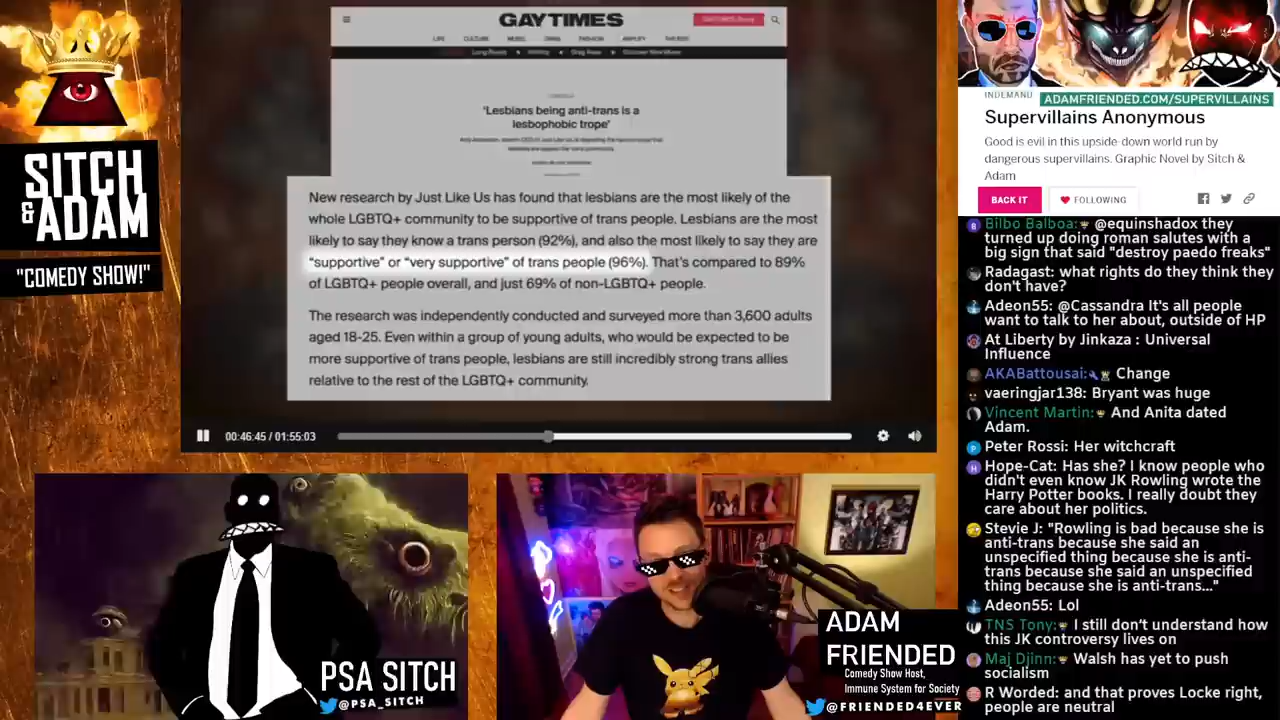 GAYTIMES
LIFE CULTURE MUSIC DRAG FASHION AMPLIFY
'Lesbians being anti-trans is a
lesbophobic trope'
New research by Just Like Us has found that lesbians are the most likely of the
whole LGBTQ+ community to be supportive of trans people. Lesbians are the most
likely to say they know a trans person (92%), and also the most likely to say they are
“supportive” or “very supportive” of trans people (96%). That’s compared to 89%
of LGBTQ+ people overall, and just 69% of non-LGBTQ+ people.
The research was independently conducted and surveyed more than 3,600 adults
aged 18-25. Even within a group of young adults, who would be expected to be
more supportive of trans people, lesbians are still incredibly strong trans allies
relative to the rest of the LGBTQ+ community.
00:46:45 / 01:55:03
SITCH
& ADAM
"COMEDY SHOW!"
PSA SITCH
@PSA_SITCH
ADAM
FRIENDED
Comedy Show Host,
Immune System for Society
@FRIENDED4EVER
INDEMAND
ADAMFRIENDED.COM/SUPERVILLAINS
Supervillains Anonymous
Good is evil in this upside down world run by
dangerous supervillains. Graphic Novel by Sitch &
Adam
BACK IT
FOLLOWING
Bilbo Balboa: @equinshadox they
turned up doing roman salutes with a
big sign that said "destroy paedo freaks"
Radagast: what rights do they think they
don't have?
Adeon55: @Cassandra It's all people
want to talk to her about, outside of HP
At Liberty by Jinkaza : Universal
Influence
AKABattousai: Change
vaeringjar138: Bryant was huge
Vincent Martin: And Anita dated
Adam.
Peter Rossi: Her witchcraft
Hope-Cat: Has she? I know people who
didn't even know JK Rowling wrote the
Harry Potter books. I really doubt they
care about her politics.
Stevie J: "Rowling is bad because she is
anti-trans because she said an
unspecified thing because she is anti-
trans because she said an unspecified
thing because she is anti-trans..."
Adeon55: Lol
TNS Tony: I still don’t understand how
this JK controversy lives on
Maj Djinn: Walsh has yet to push
socialism
R Worded: and that proves Locke right,
people are neutral